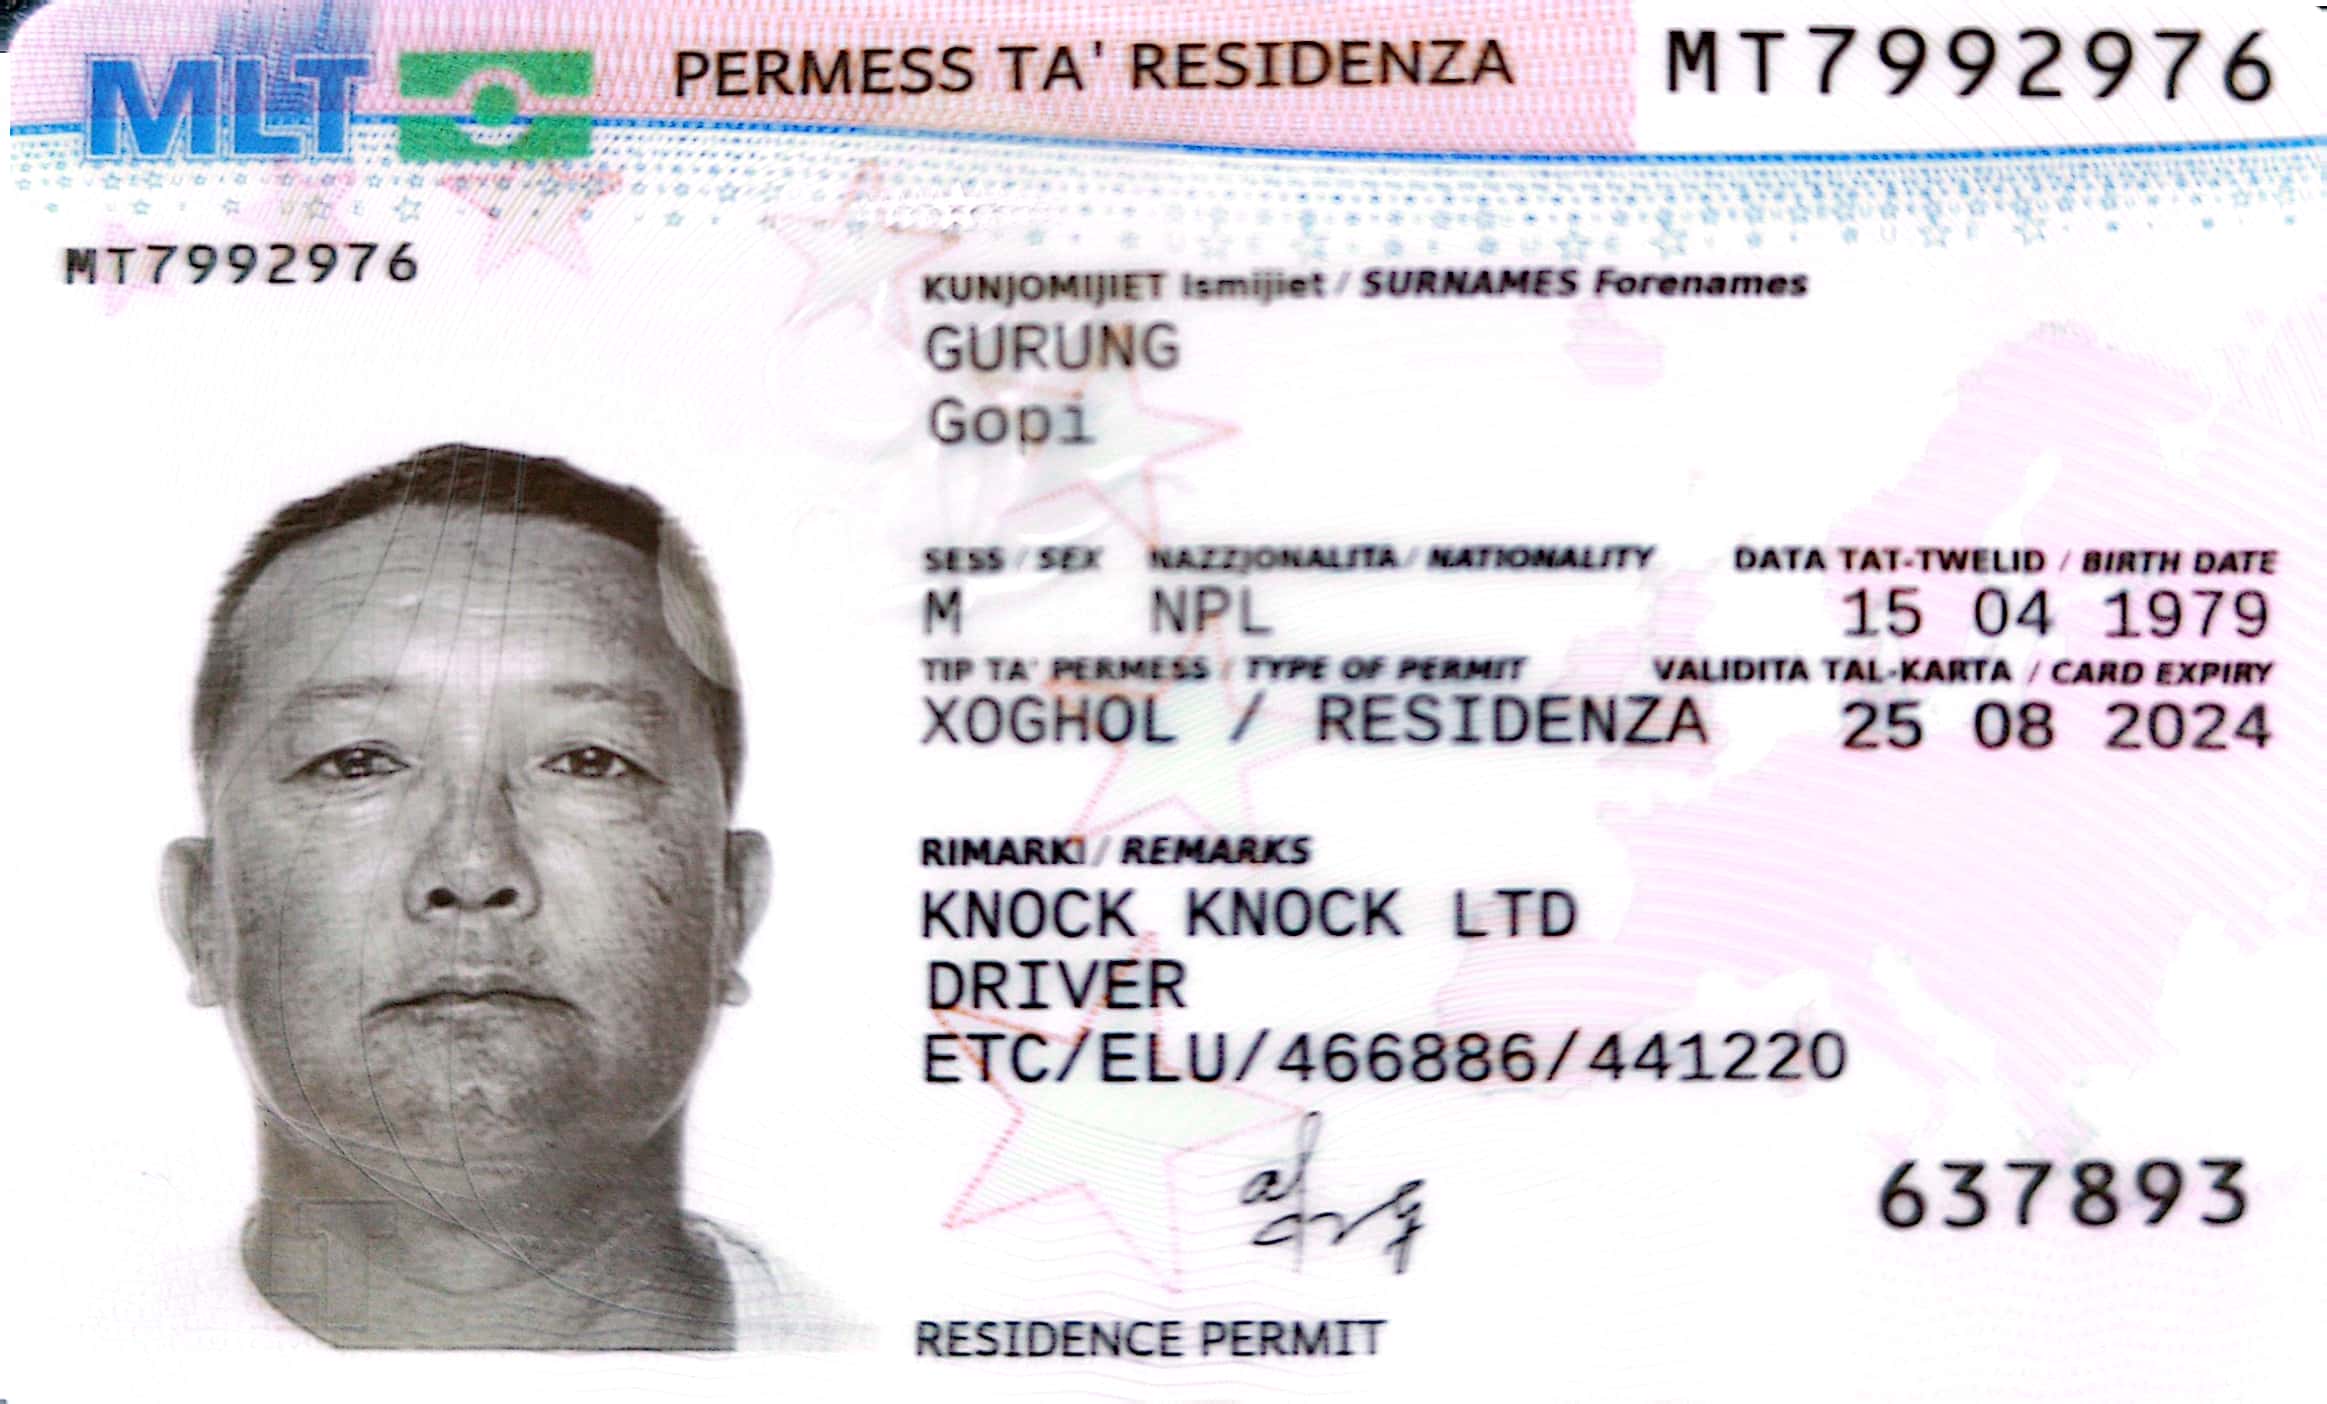 MLT PERMESS TA' RESIDENZA MT7992976
MT7992976
KUNJOMIJIET Ismijiet / SURNAMES Forenames
GURUNG
Gopi
SESS / SEX NAZZJONALITA / NATIONALITY DATA TAT-TWELID / BIRTH DATE
M NPL 15 04 1979
TIP TA' PERMESS / TYPE OF PERMIT VALIDITA TAL-KARTA / CARD EXPIRY
XOGHOL / RESIDENZA 25 08 2024
RIMARKI / REMARKS
KNOCK KNOCK LTD
DRIVER
ETC/ELU/466886/441220
637893
RESIDENCE PERMIT